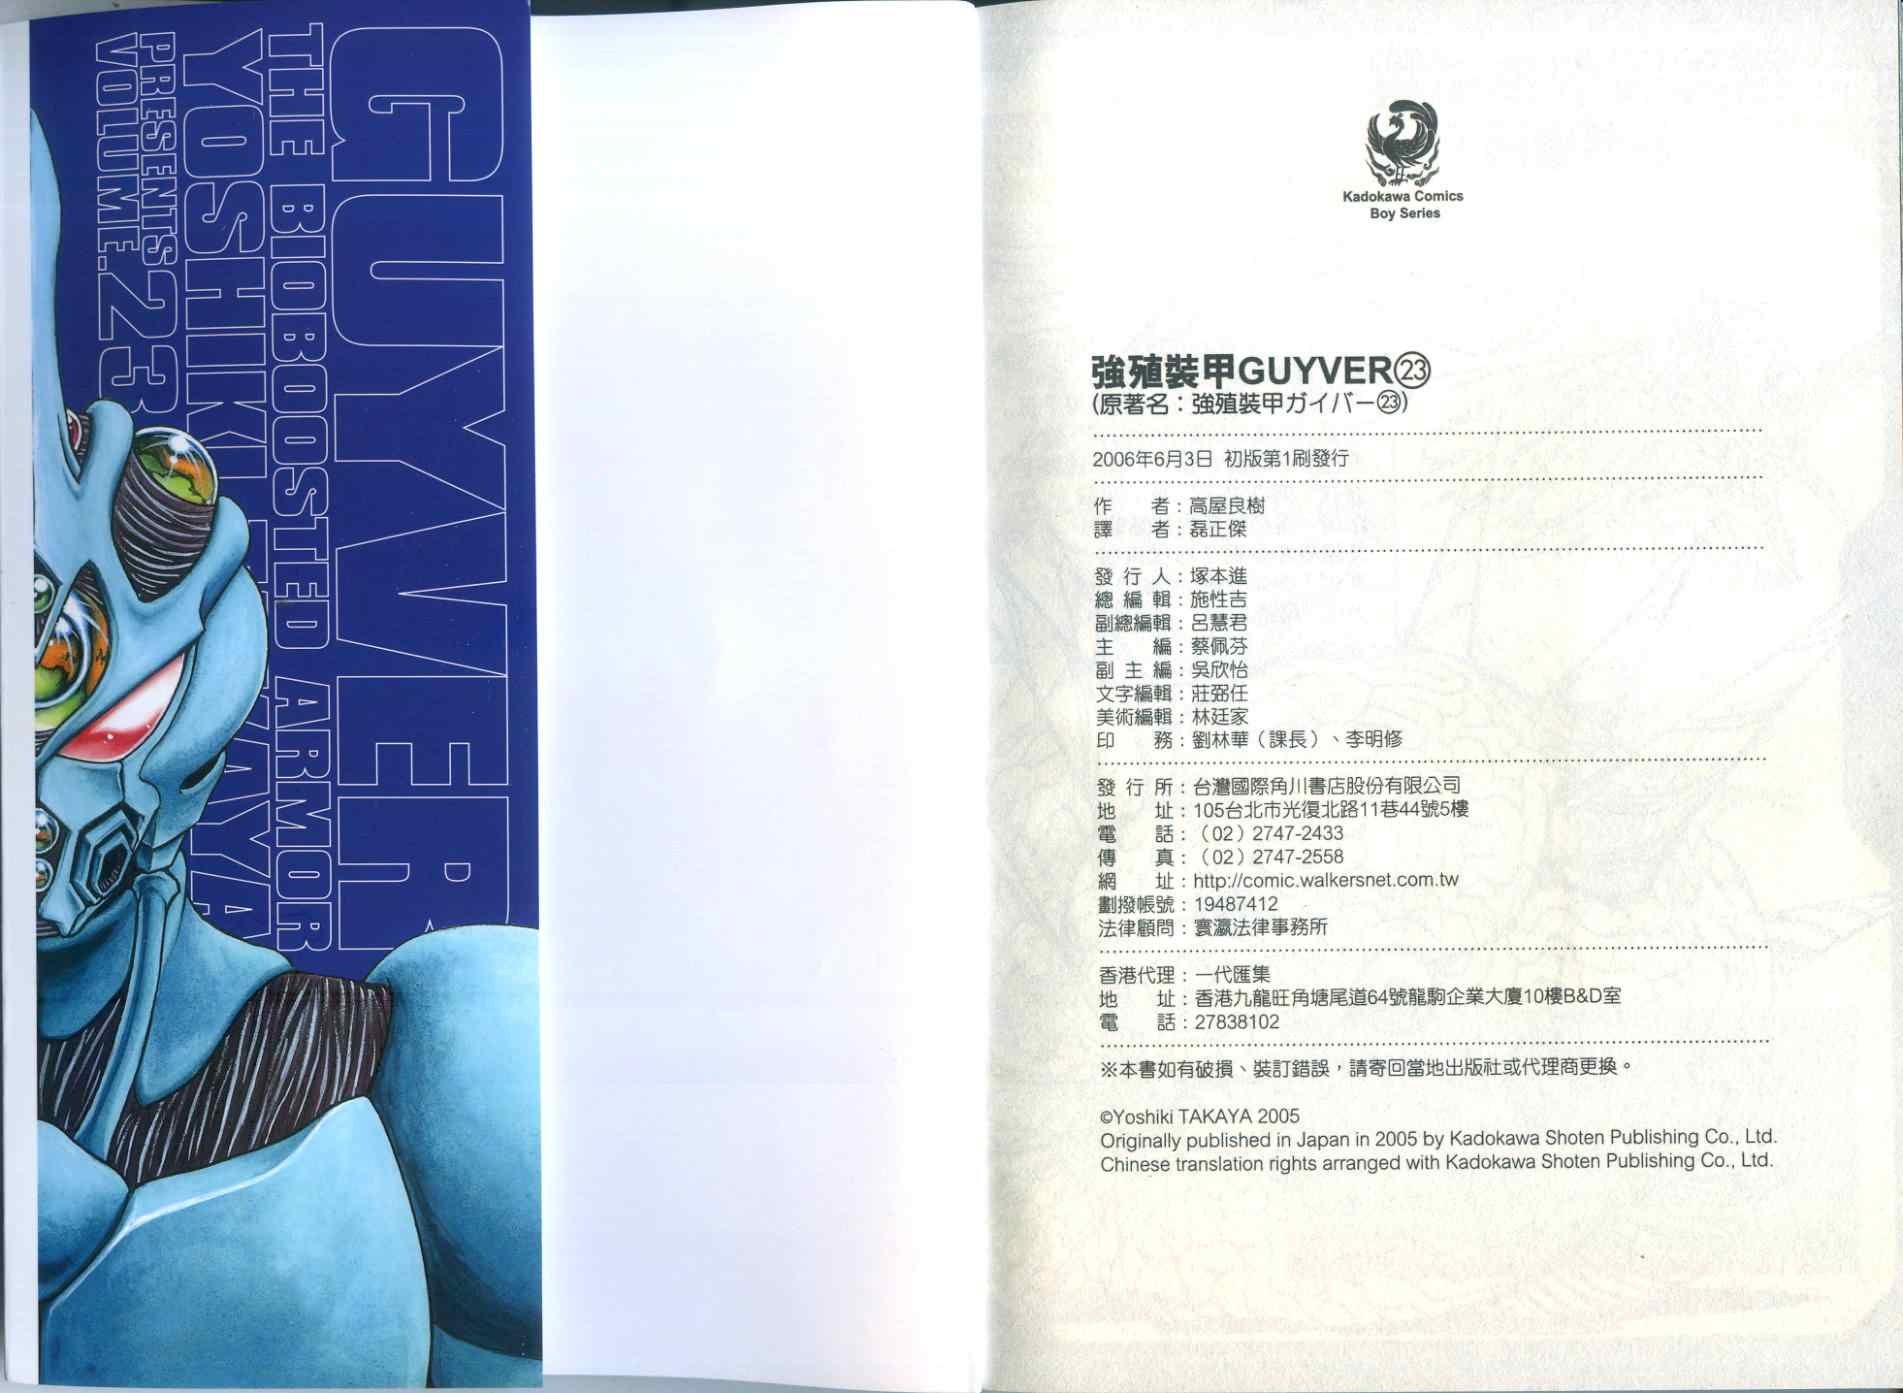 GUYVER
THE BIOBOOSTED ARMOR
YOSHIKI
PRESENTS
VOLUME.23
23
Kadokawa Comics
Boy Series
強殖裝甲GUYVER㉓
(原著名：強殖裝甲ガイバー㉓)
2006年6月3日 初版第1刷發行
作　　者：高屋良樹
譯　　者：磊正傑
發 行 人：塚本進
總 編 輯：施性吉
副總編輯：呂慧君
主　　編：蔡佩芬
副 主 編：吳欣怡
文字編輯：莊弼任
美術編輯：林廷家
印　　務：劉林華（課長）、李明修
發 行 所：台灣國際角川書店股份有限公司
地　　址：105台北市光復北路11巷44號5樓
電　　話：（02）2747-2433
傳　　真：（02）2747-2558
網　　址：http://comic.walkersnet.com.tw
劃撥帳號：19487412
法律顧問：寰瀛法律事務所
香港代理：一代匯集
地　　址：香港九龍旺角塘尾道64號龍駒企業大廈10樓B&D室
電　　話：27838102
※本書如有破損、裝訂錯誤，請寄回當地出版社或代理商更換。
©Yoshiki TAKAYA 2005
Originally published in Japan in 2005 by Kadokawa Shoten Publishing Co., Ltd.
Chinese translation rights arranged with Kadokawa Shoten Publishing Co., Ltd.